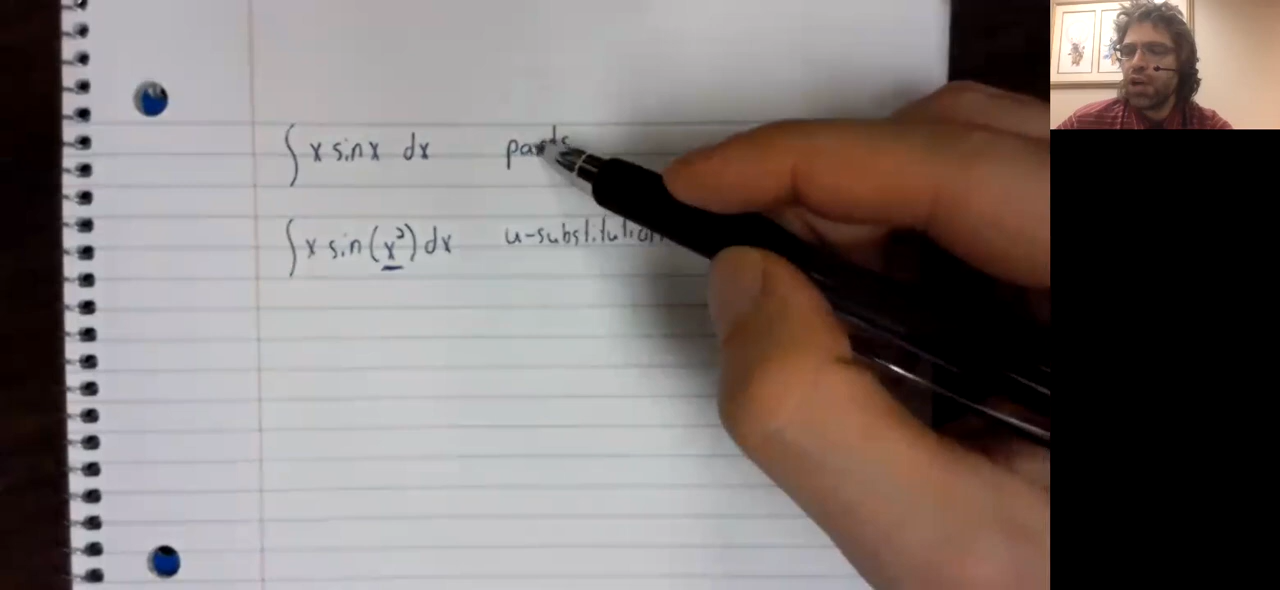 ∫ x sin x dx parts
∫ x sin(x²) dx u-substitution